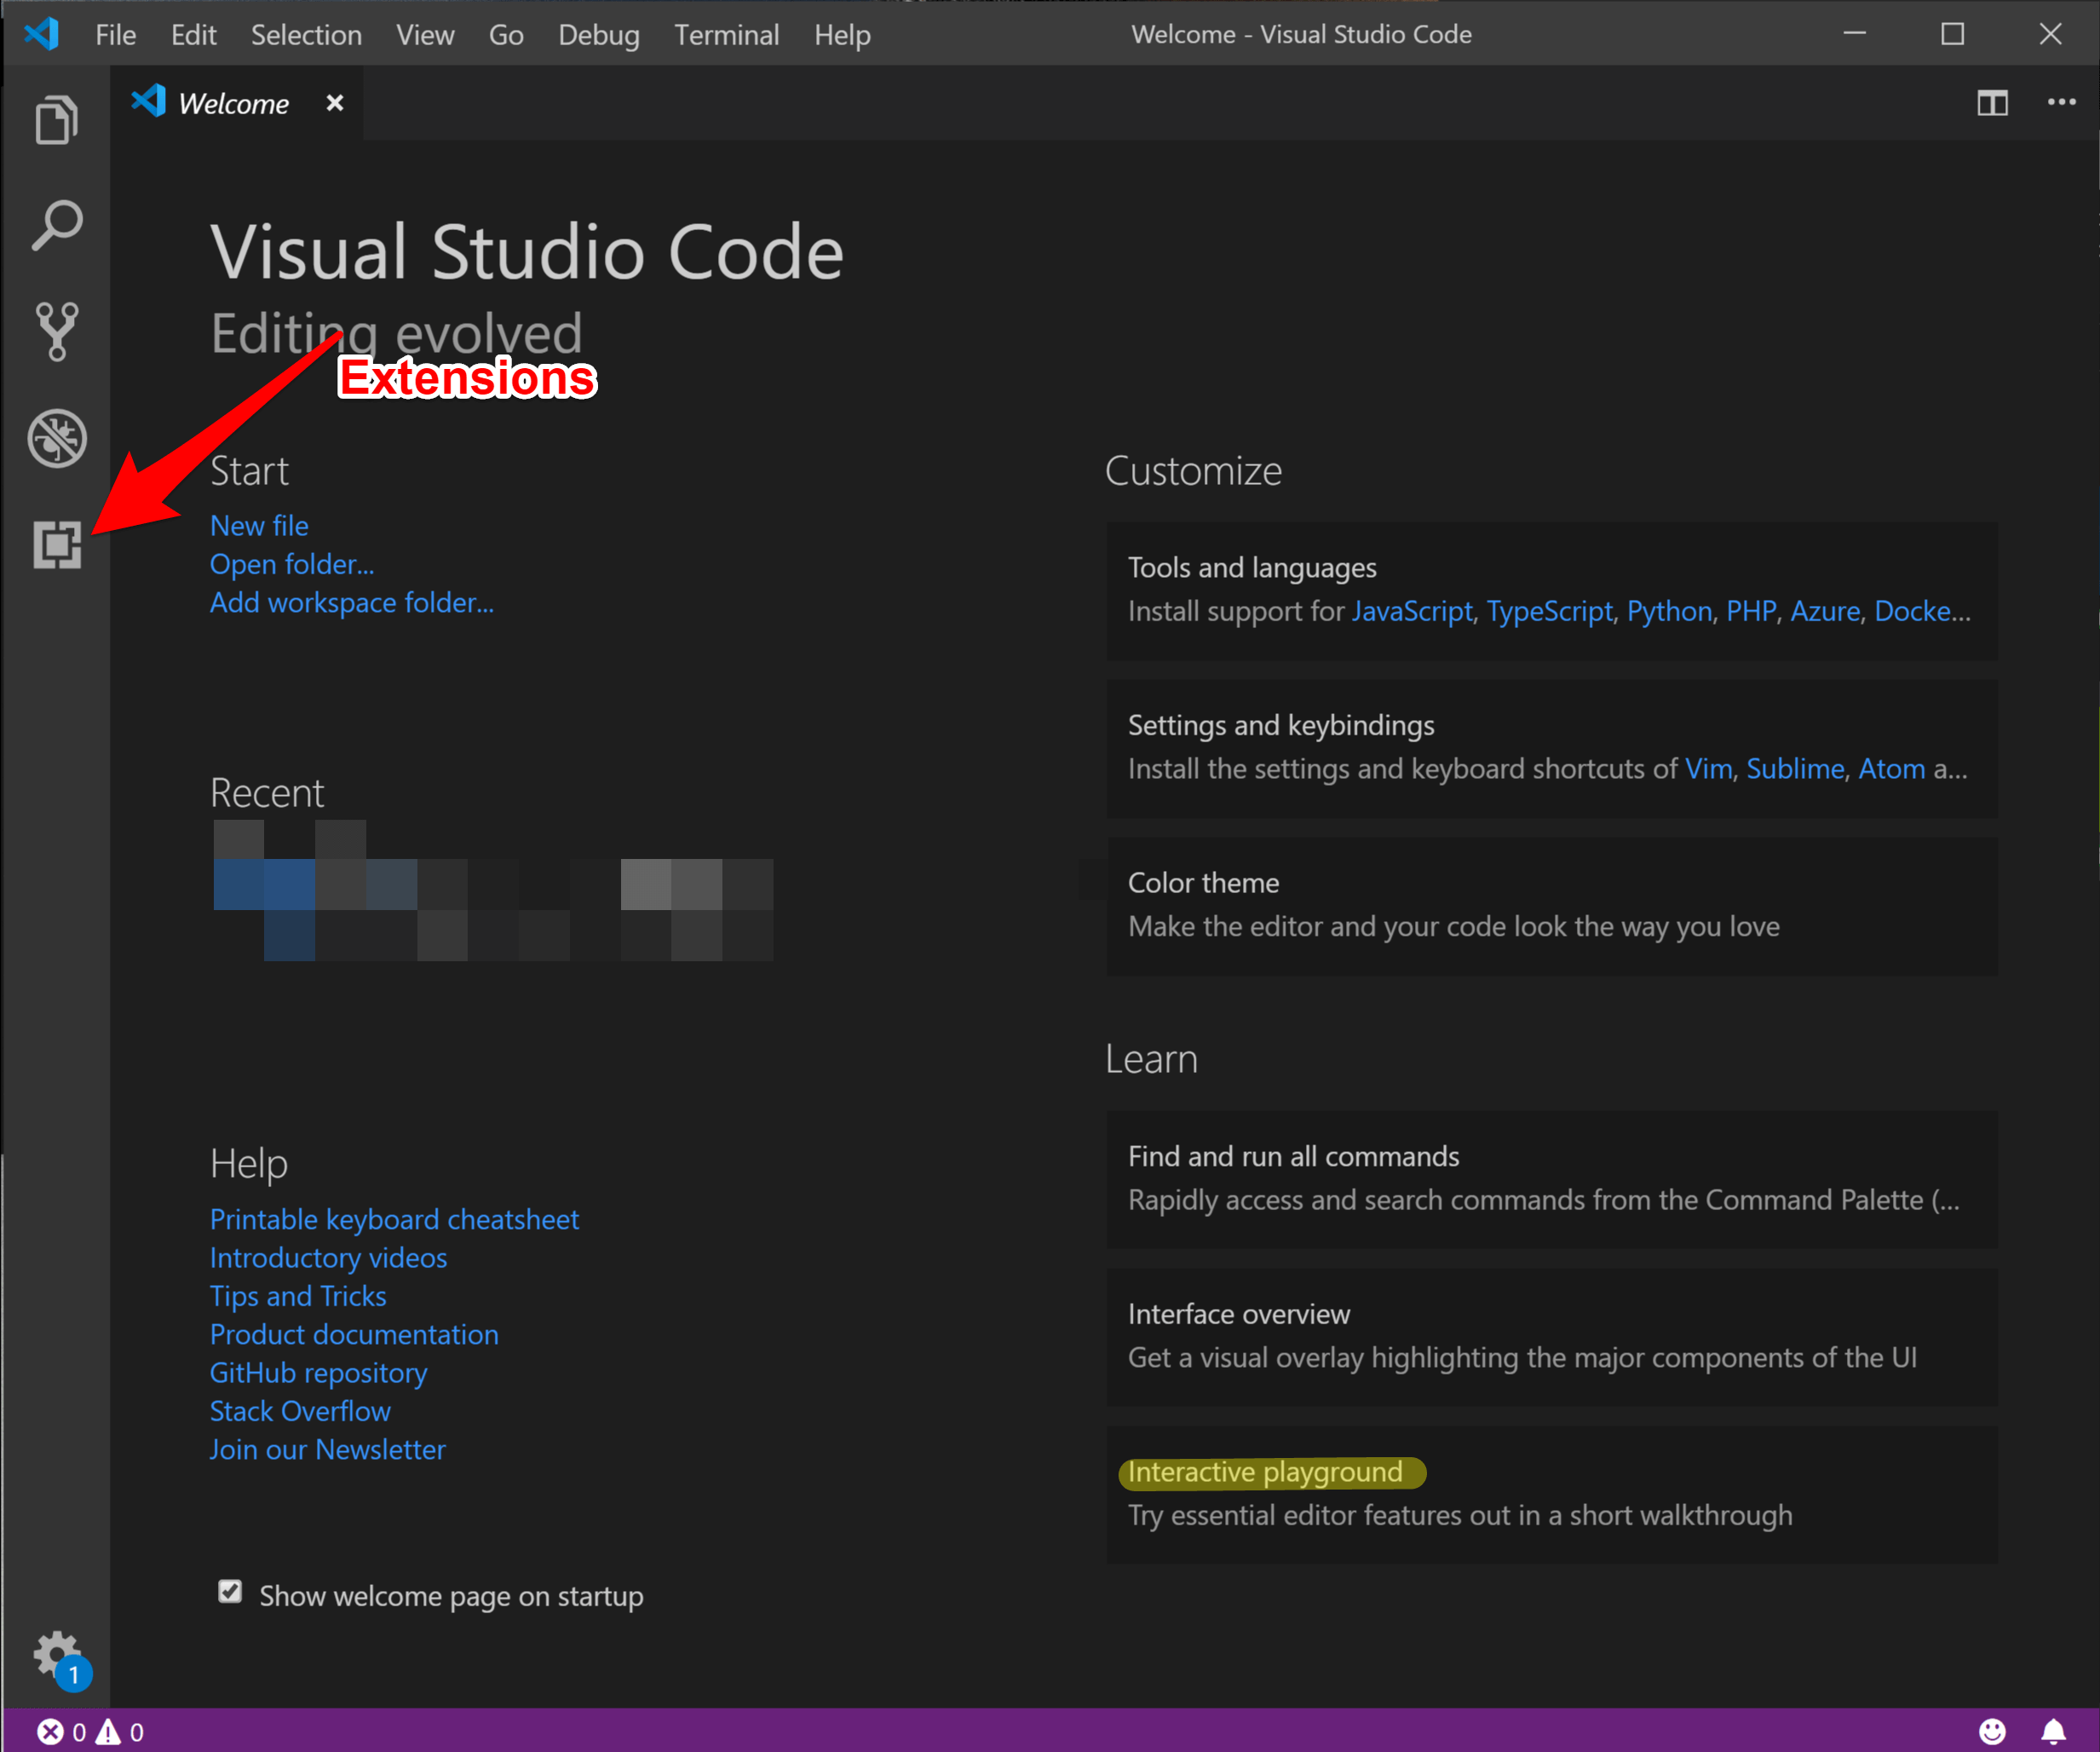 File Edit Selection View Go Debug Terminal Help Welcome - Visual Studio Code
Welcome
Visual Studio Code
Editing evolved
Extensions
Start
New file
Open folder...
Add workspace folder...
Recent
Help
Printable keyboard cheatsheet
Introductory videos
Tips and Tricks
Product documentation
GitHub repository
Stack Overflow
Join our Newsletter
Show welcome page on startup
Customize
Tools and languages
Install support for JavaScript, TypeScript, Python, PHP, Azure, Docke...
Settings and keybindings
Install the settings and keyboard shortcuts of Vim, Sublime, Atom a...
Color theme
Make the editor and your code look the way you love
Learn
Find and run all commands
Rapidly access and search commands from the Command Palette (...
Interface overview
Get a visual overlay highlighting the major components of the UI
Interactive playground
Try essential editor features out in a short walkthrough
1
0 0